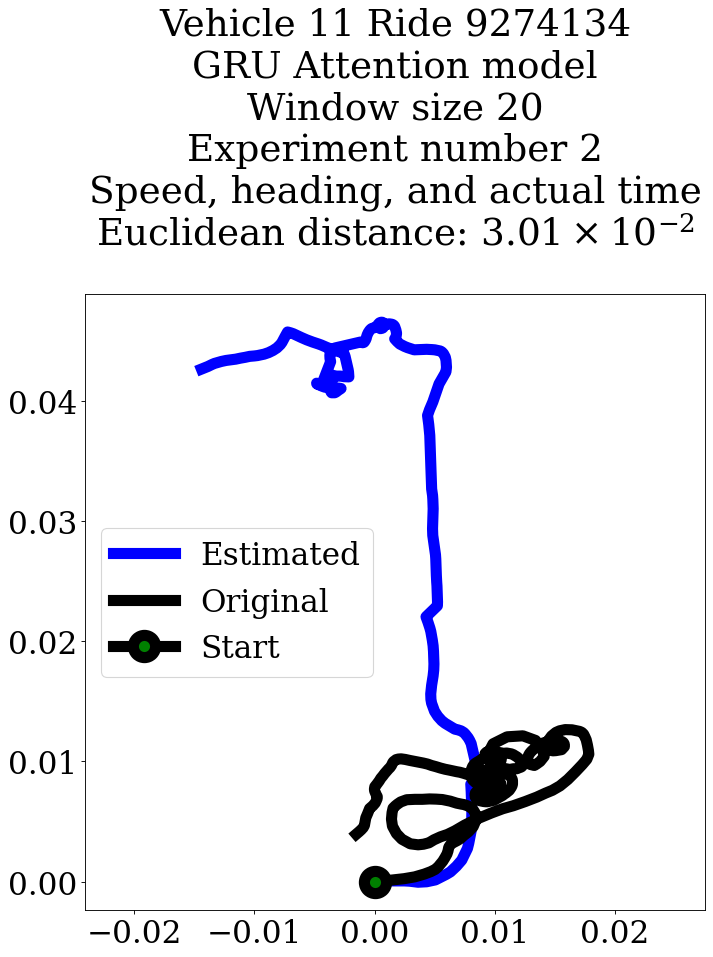 Vehicle 11 Ride 9274134
GRU Attention model
Window size 20
Experiment number 2
Speed, heading, and actual time
Euclidean distance: 3.01 × 10⁻²
0.04
0.03
0.02
0.01
0.00
Estimated
Original
Start
−0.02 −0.01 0.00 0.01 0.02